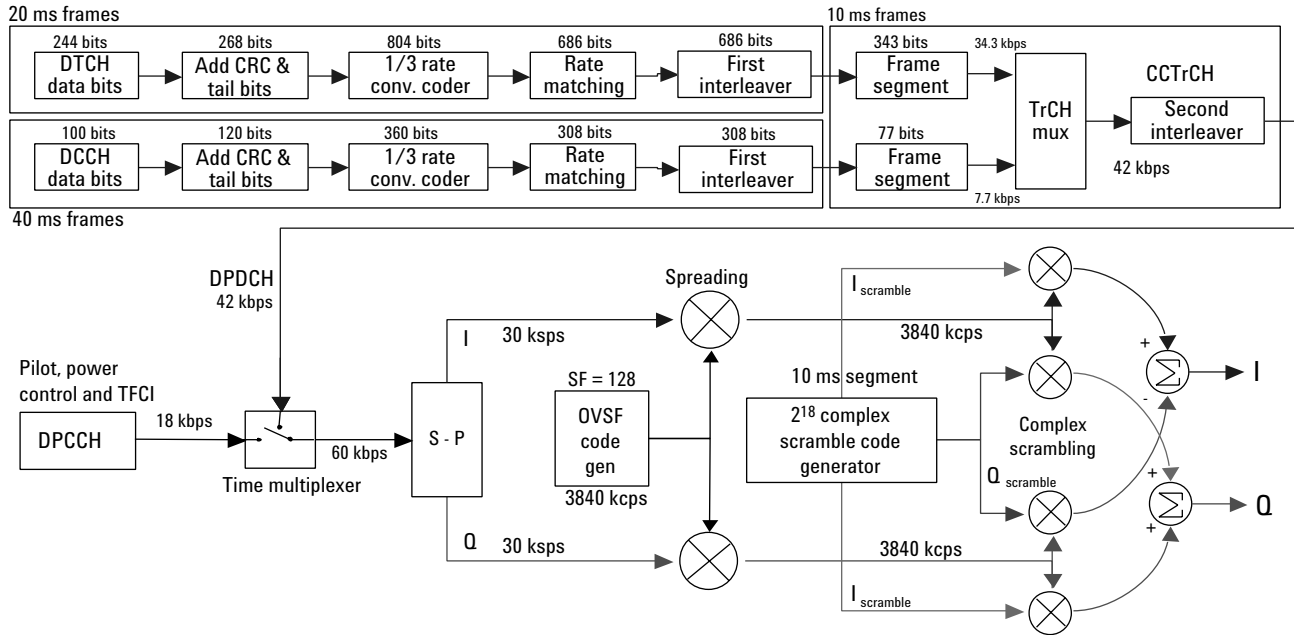 20 ms frames
10 ms frames
244 bits
268 bits
804 bits
686 bits
686 bits
343 bits
34.3 kbps
DTCH
data bits
Add CRC &
tail bits
1/3 rate
conv. coder
Rate
matching
First
interleaver
Frame
segment
TrCH
mux
CCTrCH
Second
interleaver
42 kbps
100 bits
120 bits
360 bits
308 bits
308 bits
77 bits
DCCH
data bits
Add CRC &
tail bits
1/3 rate
conv. coder
Rate
matching
First
interleaver
Frame
segment
7.7 kbps
40 ms frames
DPDCH
42 kbps
Spreading
I scramble
I
30 ksps
3840 kcps
Pilot, power
control and TFCI
DPCCH
18 kbps
60 kbps
Time multiplexer
S - P
SF = 128
OVSF
code
gen
3840 kcps
10 ms segment
2^18 complex
scramble code
generator
Complex
scrambling
Q scramble
+
-
Σ
I
+
+
Σ
Q
Q
30 ksps
3840 kcps
I scramble